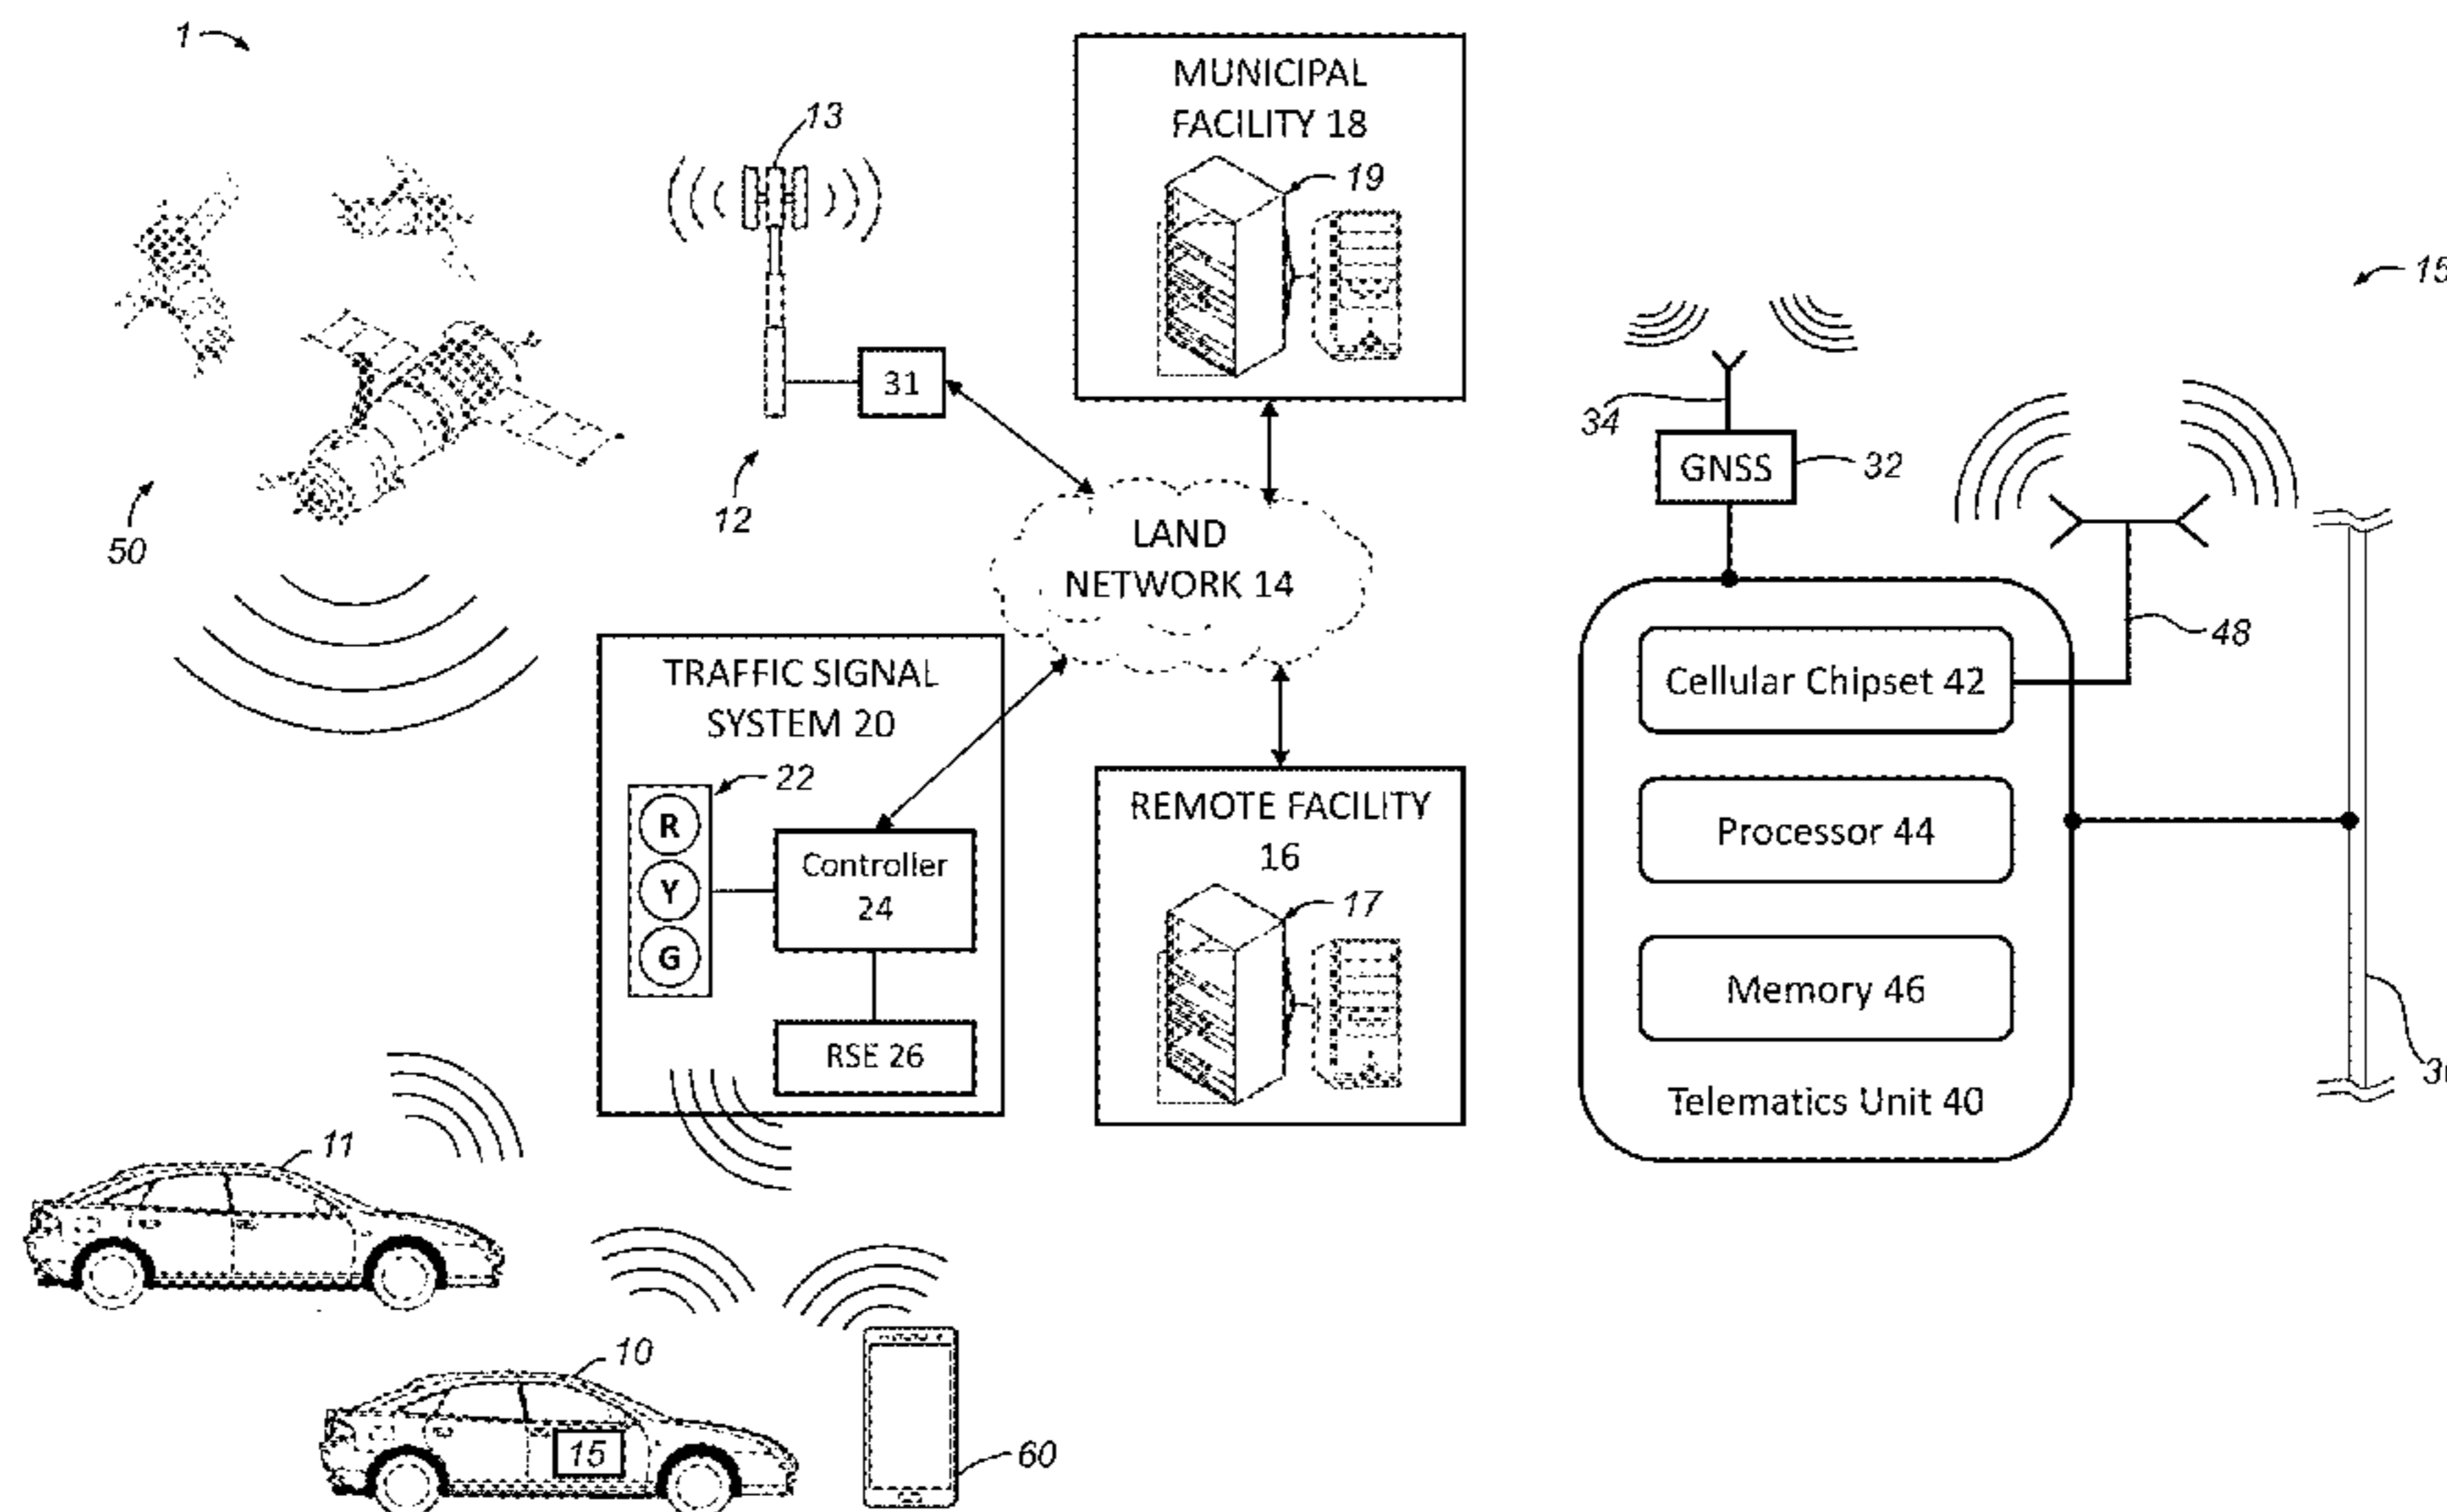 1
13
MUNICIPAL
FACILITY 18
19
31
12
50
LAND
NETWORK 14
TRAFFIC SIGNAL
SYSTEM 20
22
R
Y
G
Controller
24
RSE 26
REMOTE FACILITY
16
17
11
10
15
60
15
34
GNSS
32
48
Cellular Chipset 42
Processor 44
Memory 46
Telematics Unit 40